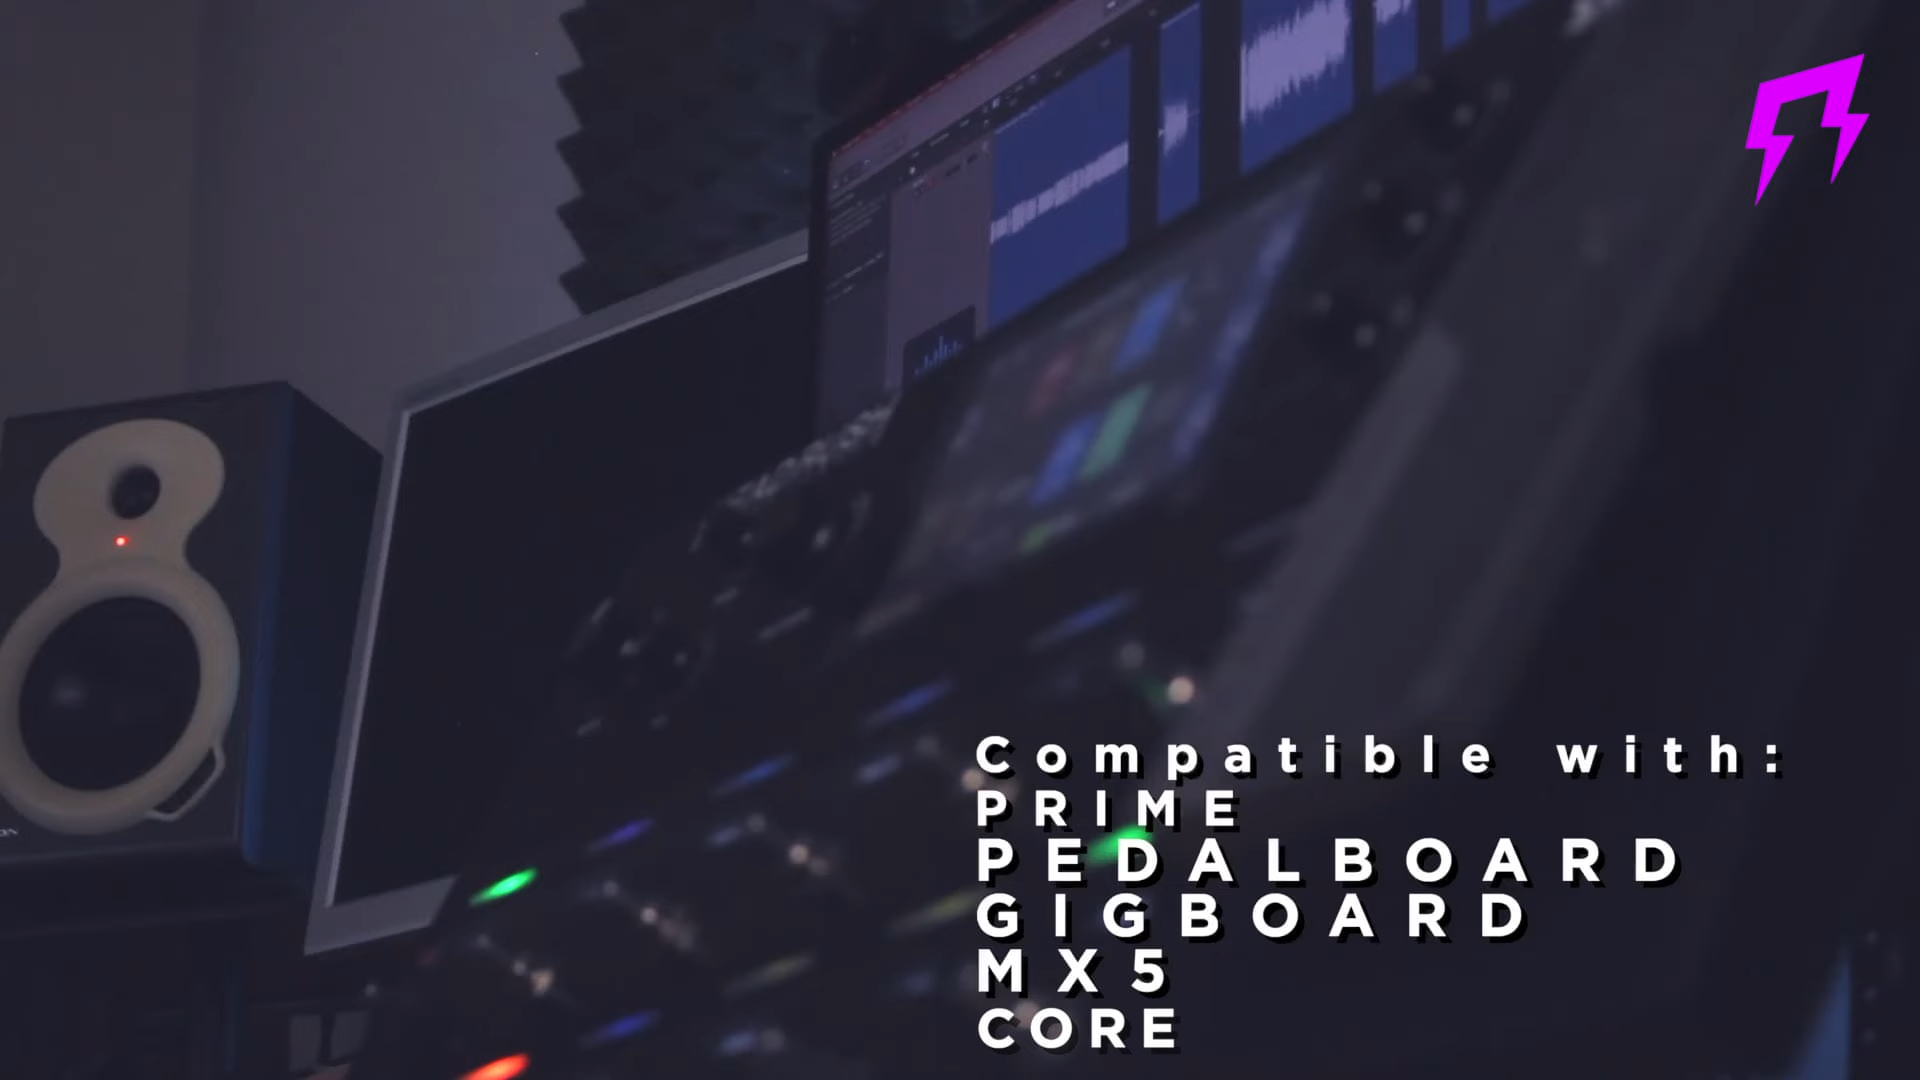 Compatible with:
PRIME
PEDALBOARD
GIGBOARD
MX5
CORE